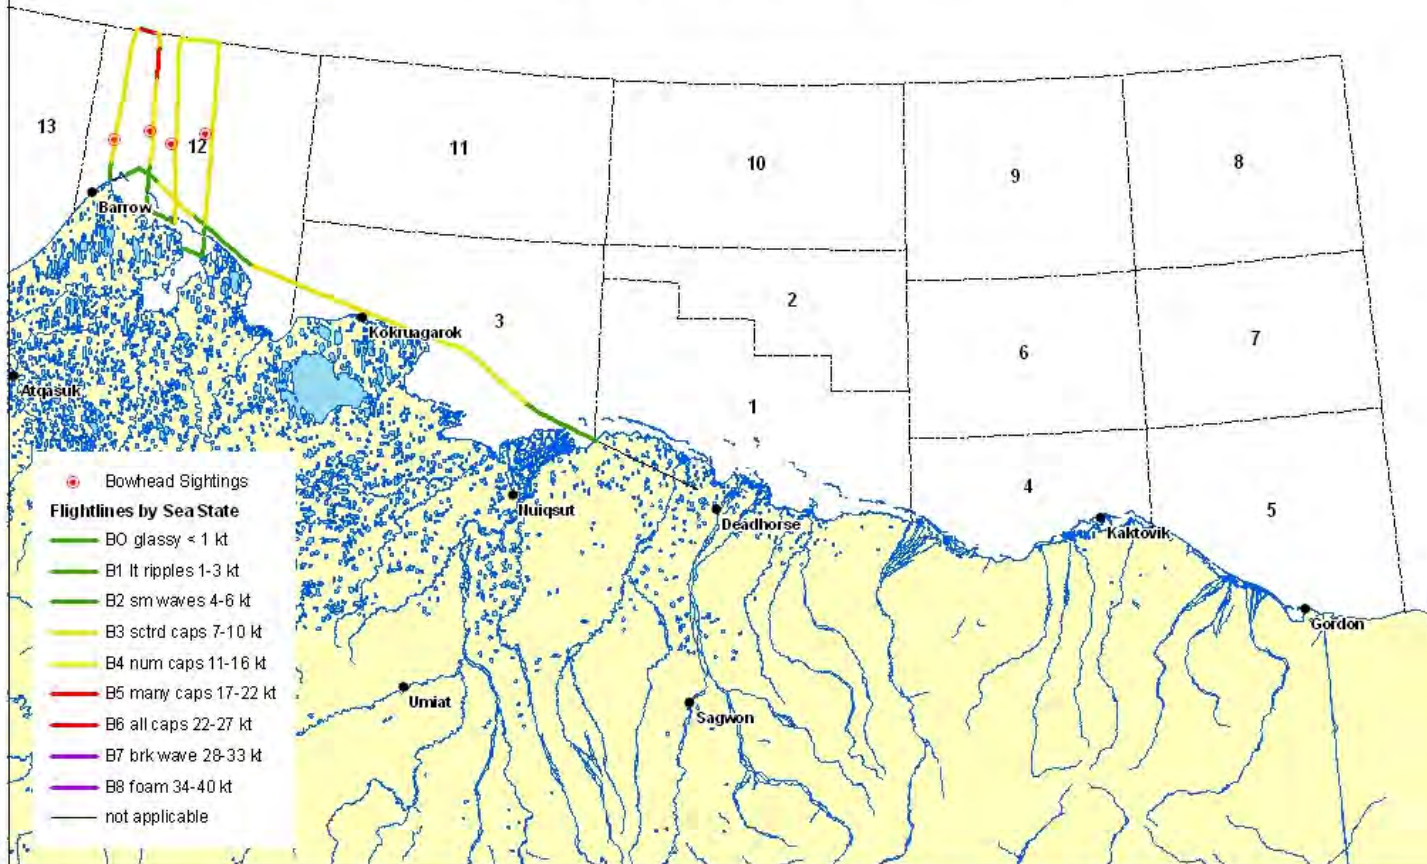 13
12
11
10
9
8
Barrow
3
2
7
6
Kokruagarok
Atqasuk
1
Bowhead Sightings
Flightlines by Sea State
B0 glassy < 1 kt
B1 lt ripples 1-3 kt
B2 sm waves 4-6 kt
B3 sctrd caps 7-10 kt
B4 num caps 11-16 kt
B5 many caps 17-22 kt
B6 all caps 22-27 kt
B7 brk wave 28-33 kt
B8 foam 34-40 kt
not applicable
Nuiqsut
Deadhorse
4
5
Kaktovik
Gordon
Umiat
Sagwon